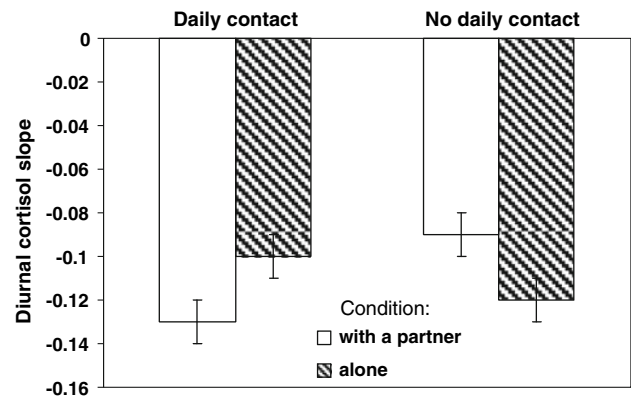 Daily contact
No daily contact
Diurnal cortisol slope
0
-0.02
-0.04
-0.06
-0.08
-0.1
-0.12
-0.14
-0.16
Condition:
with a partner
alone